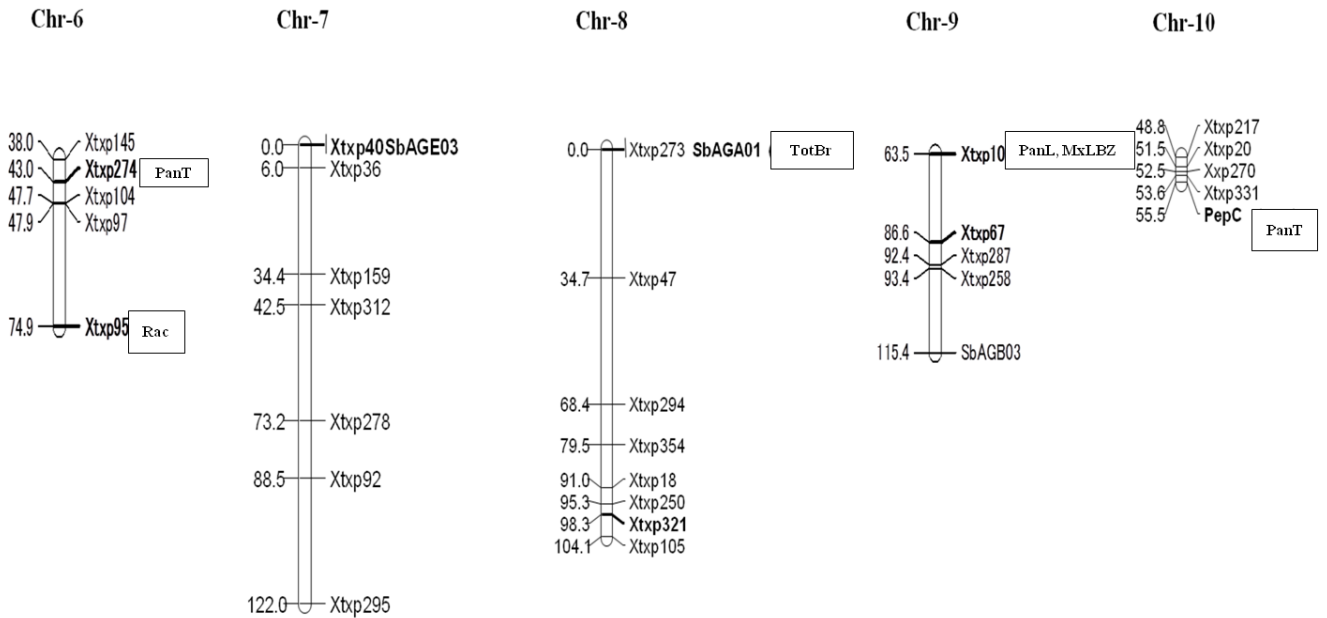 Chr-6
38.0 Xtxp145
43.0 Xtxp274 PanT
47.7 Xtxp104
47.9 Xtxp97
74.9 Xtxp95 Rac
Chr-7
0.0 Xtxp40SbAGE03
6.0 Xtxp36
34.4 Xtxp159
42.5 Xtxp312
73.2 Xtxp278
88.5 Xtxp92
122.0 Xtxp295
Chr-8
0.0 Xtxp273 SbAGA01 ( TotBr
34.7 Xtxp47
68.4 Xtxp294
79.5 Xtxp354
91.0 Xtxp18
95.3 Xtxp250
98.3 Xtxp321
104.1 Xtxp105
Chr-9
63.5 Xtxp10 PanL, MxLBZ
86.6 Xtxp67
92.4 Xtxp287
93.4 Xtxp258
115.4 SbAGB03
Chr-10
48.8 Xtxp217
51.5 Xtxp20
52.5 Xxp270
53.6 Xtxp331
55.5 PepC
PanT